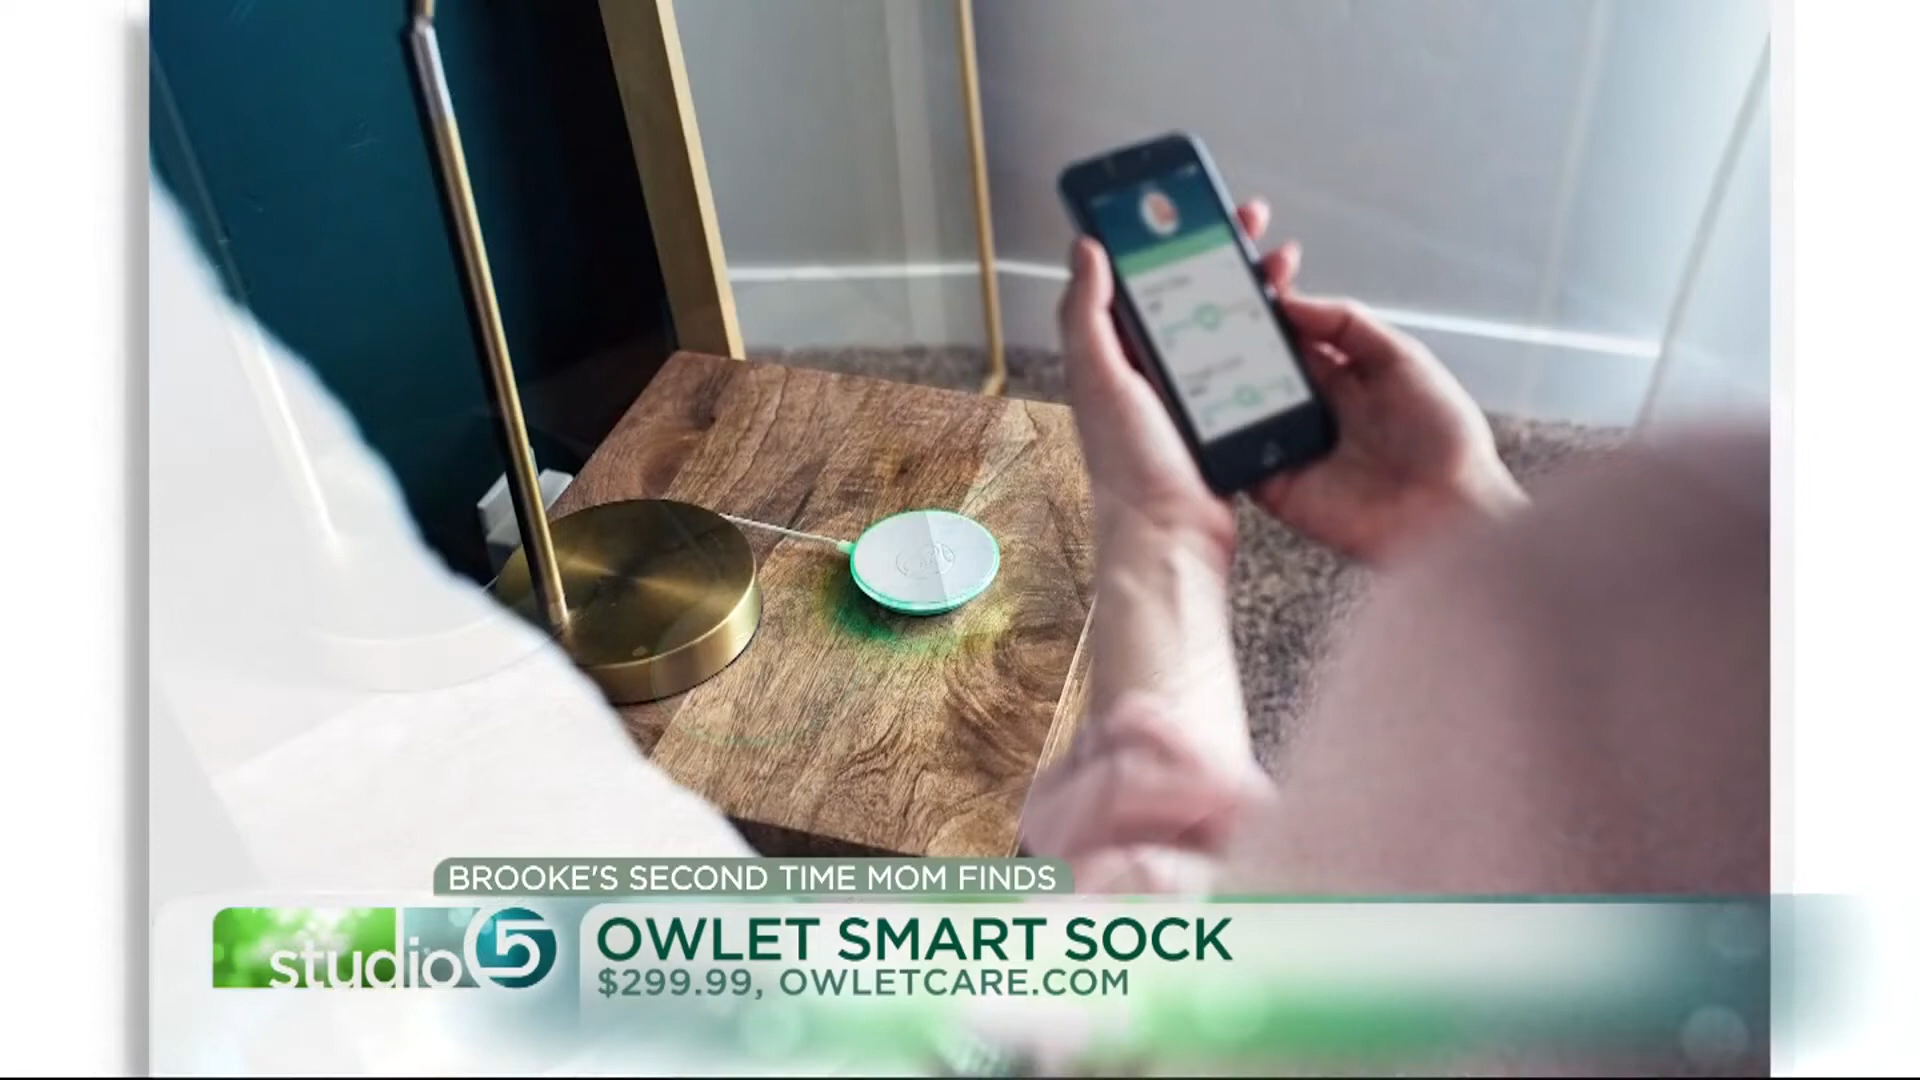 BROOKE'S SECOND TIME MOM FINDS
studio 5
OWLET SMART SOCK
$299.99, OWLETCARE.COM